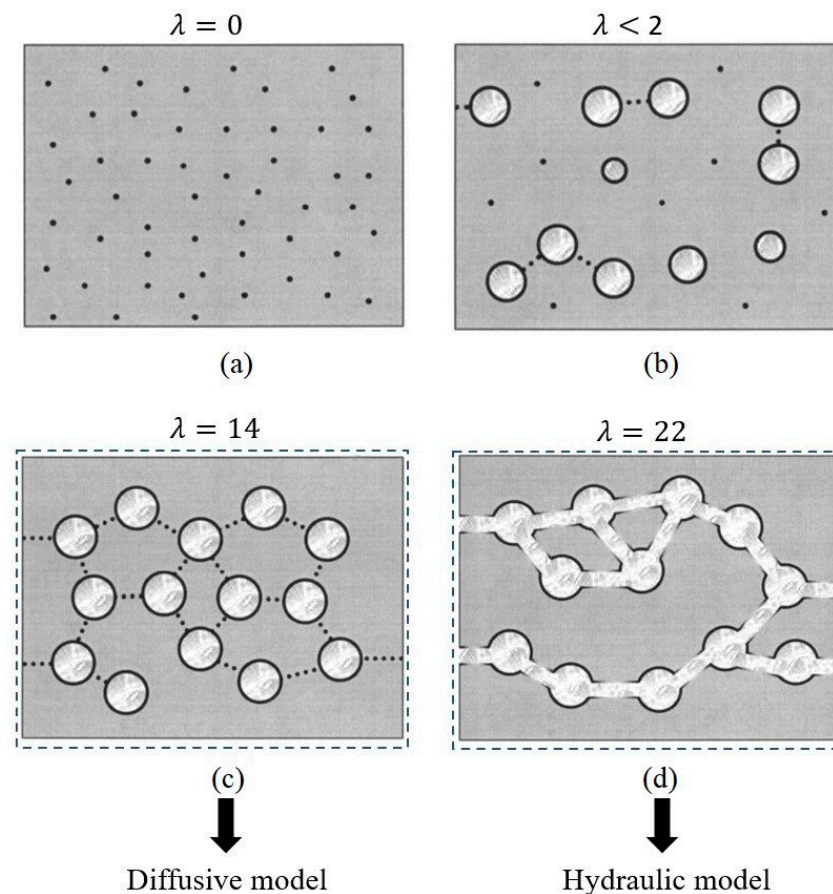 λ = 0
λ < 2
(a)
(b)
λ = 14
λ = 22
(c)
(d)
Diffusive model
Hydraulic model